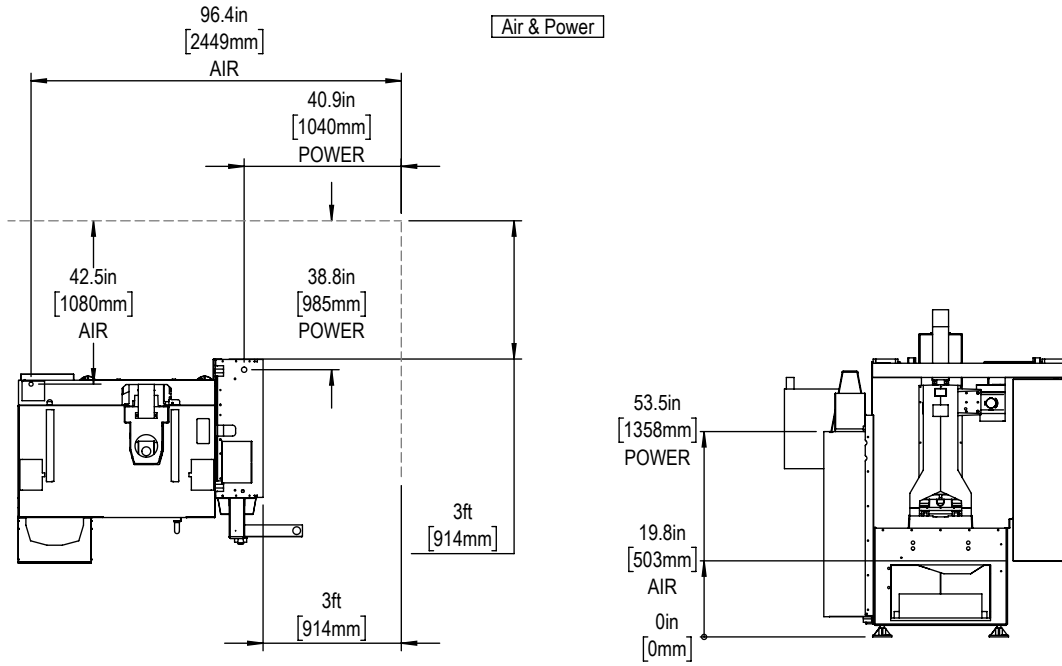 96.4in
[2449mm]
AIR
Air & Power
40.9in
[1040mm]
POWER
42.5in
[1080mm]
AIR
38.8in
[985mm]
POWER
3ft
[914mm]
3ft
[914mm]
53.5in
[1358mm]
POWER
19.8in
[503mm]
AIR
0in
[0mm]